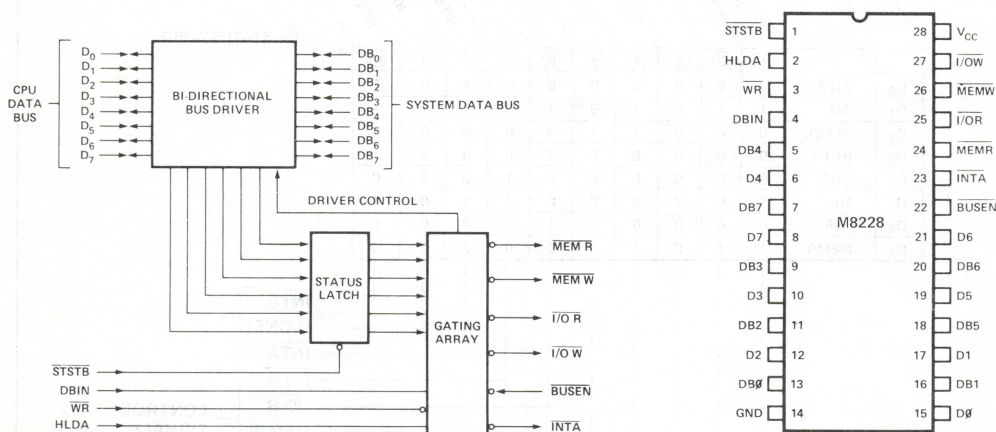 CPU
DATA
BUS
D0
D1
D2
D3
D4
D5
D6
D7
BI-DIRECTIONAL
BUS DRIVER
DB0
DB1
DB2
DB3
DB4
DB5
DB6
DB7
SYSTEM DATA BUS
DRIVER CONTROL
STATUS
LATCH
GATING
ARRAY
MEM R
MEM W
I/O R
I/O W
BUSEN
INTA
STSTB
DBIN
WR
HLDA
STSTB 1
HLDA 2
WR 3
DBIN 4
DB4 5
D4 6
DB7 7
D7 8
DB3 9
D3 10
DB2 11
D2 12
DBØ 13
GND 14
M8228
28 VCC
27 I/OW
26 MEMW
25 I/OR
24 MEMR
23 INTA
22 BUSEN
21 D6
20 DB6
19 D5
18 DB5
17 D1
16 DB1
15 DØ